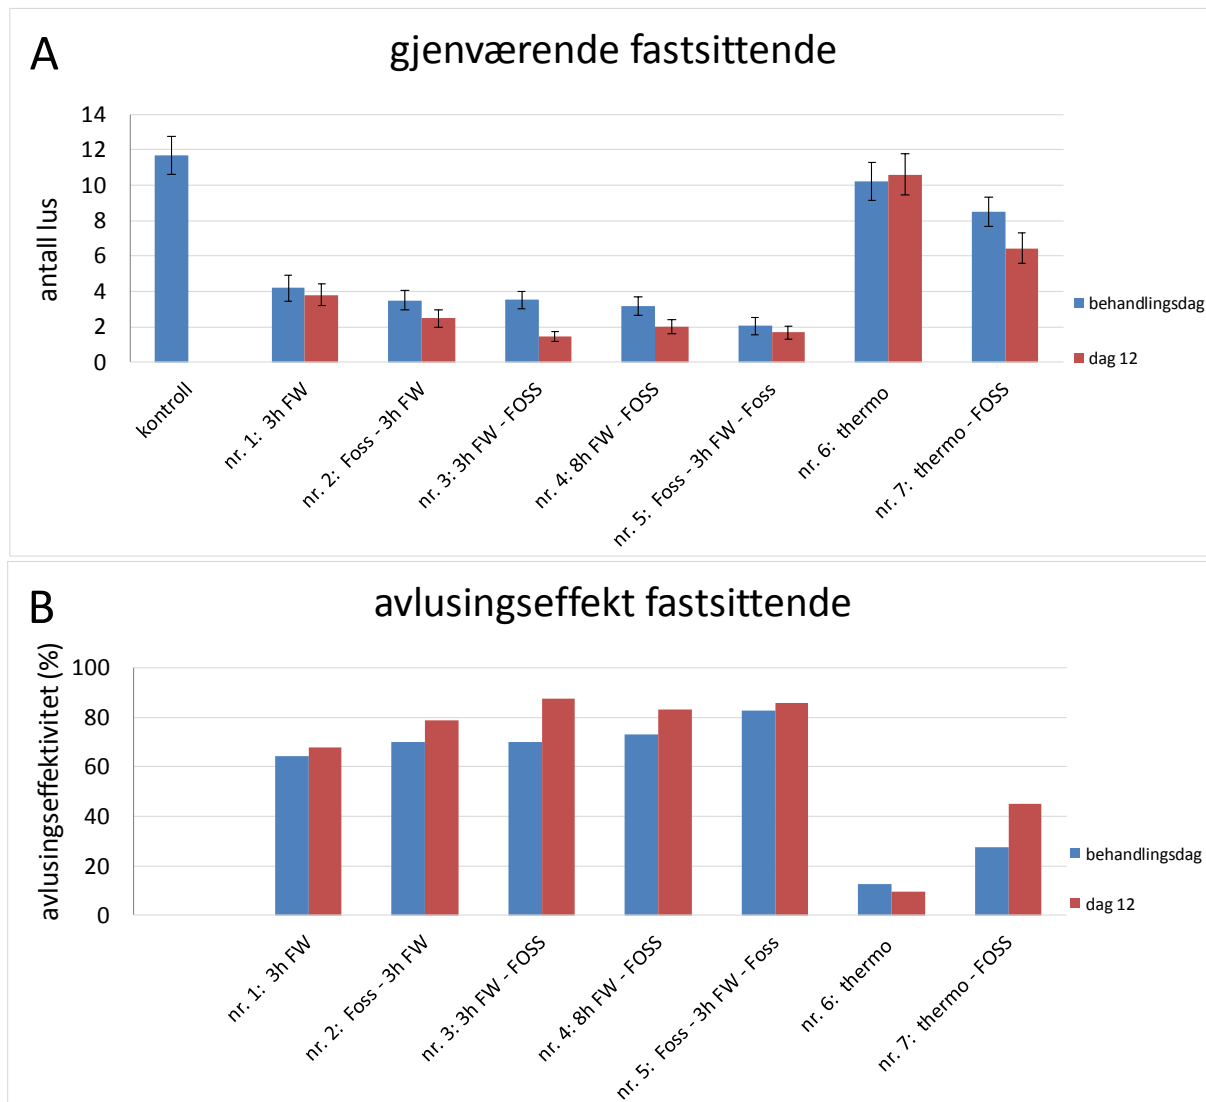 A
gjenværende fastsittende
antall lus
14
12
10
8
6
4
2
0
kontroll
nr. 1: 3h FW
nr. 2: Foss - 3h FW
nr. 3: 3h FW - FOSS
nr. 4: 8h FW - FOSS
nr. 5: Foss - 3h FW - Foss
nr. 6: thermo
nr. 7: thermo - FOSS
behandlingsdag
dag 12
B
avlusingseffekt fastsittende
avlusingseffektivitet (%)
100
80
60
40
20
0
nr. 1: 3h FW
nr. 2: Foss - 3h FW
nr. 3: 3h FW - FOSS
nr. 4: 8h FW - FOSS
nr. 5: Foss - 3h FW - Foss
nr. 6: thermo
nr. 7: thermo - FOSS
behandlingsdag
dag 12